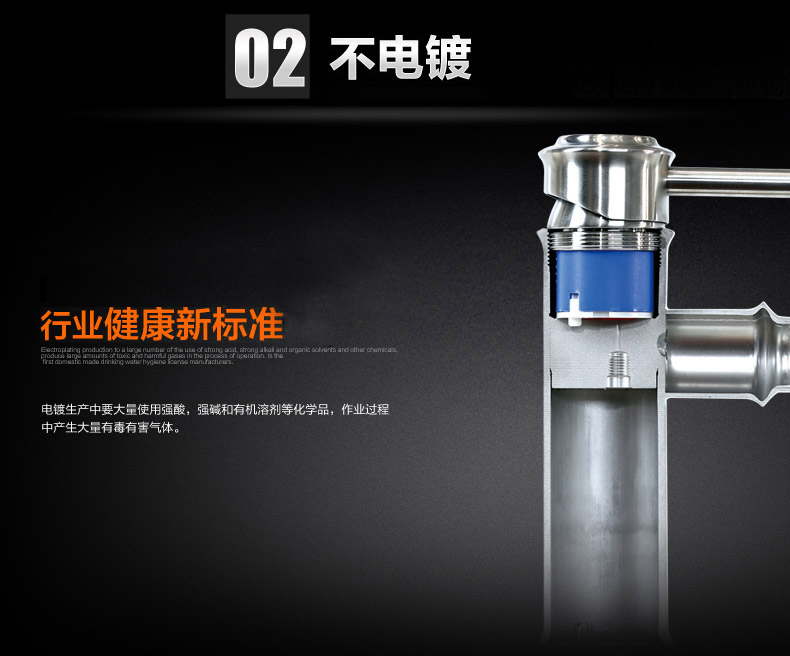 02 不电镀
行业健康新标准
Electroplating production to a large number of the use of strong acid, strong alkali and organic solvents and other chemicals,
produce large amounts of toxic and harmful gases in the process of operation. Is the
first domestic made drinking water hygiene license manufacturers.
电镀生产中要大量使用强酸，强碱和有机溶剂等化学品，作业过程
中产生大量有毒有害气体。